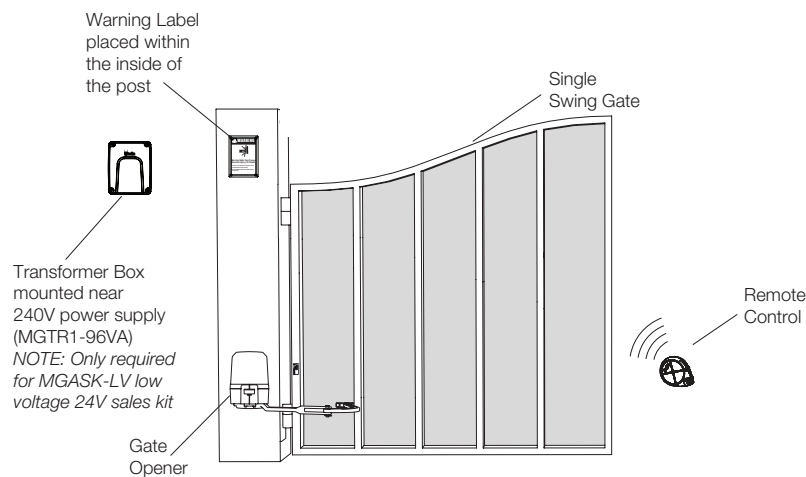 Warning Label
placed within
the inside of
the post
Single
Swing Gate
Transformer Box
mounted near
240V power supply
(MGTR1-96VA)
NOTE: Only required
for MGASK-LV low
voltage 24V sales kit
Remote
Control
Gate
Opener